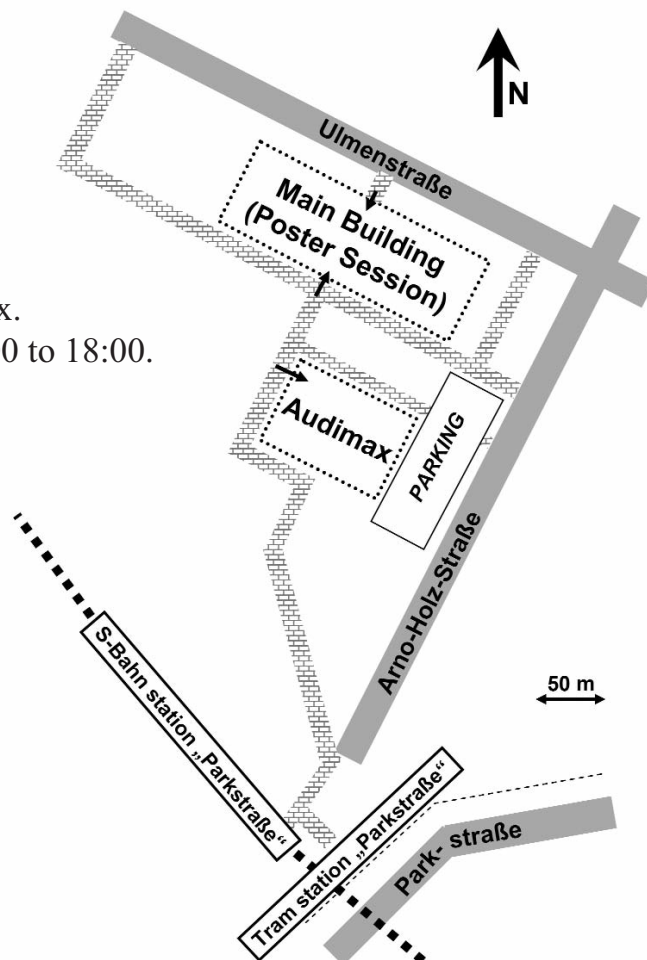 N
Ulmenstraße
Main Building
(Poster Session)
x.
0 to 18:00.
Audimax
PARKING
Arno-Holz-Straße
S-Bahn station „Parkstraße“
50 m
Tram station „Parkstraße“
Park- straße